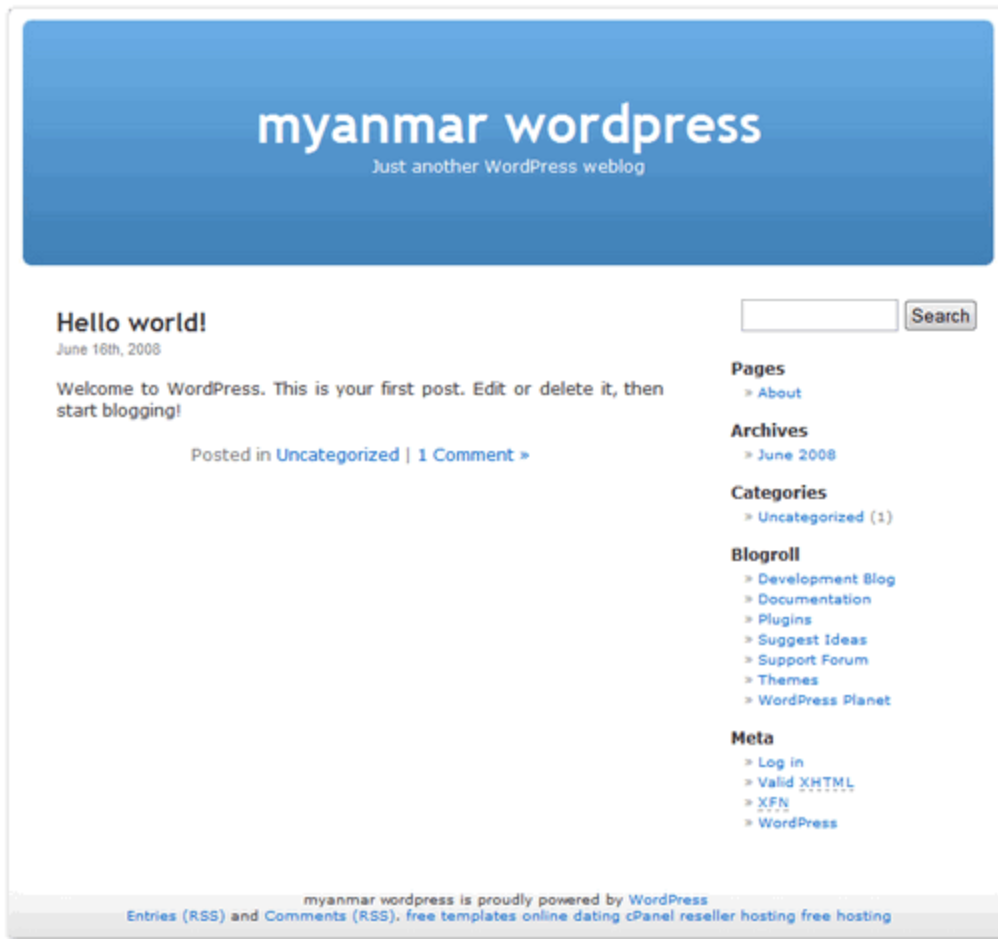 myanmar wordpress
Just another WordPress weblog
Hello world!
June 16th, 2008
Welcome to WordPress. This is your first post. Edit or delete it, then
start blogging!
Posted in Uncategorized | 1 Comment »
Search
Pages
» About
Archives
» June 2008
Categories
» Uncategorized (1)
Blogroll
» Development Blog
» Documentation
» Plugins
» Suggest Ideas
» Support Forum
» Themes
» WordPress Planet
Meta
» Log in
» Valid XHTML
» XFN
» WordPress
myanmar wordpress is proudly powered by WordPress
Entries (RSS) and Comments (RSS). free templates online dating cPanel reseller hosting free hosting